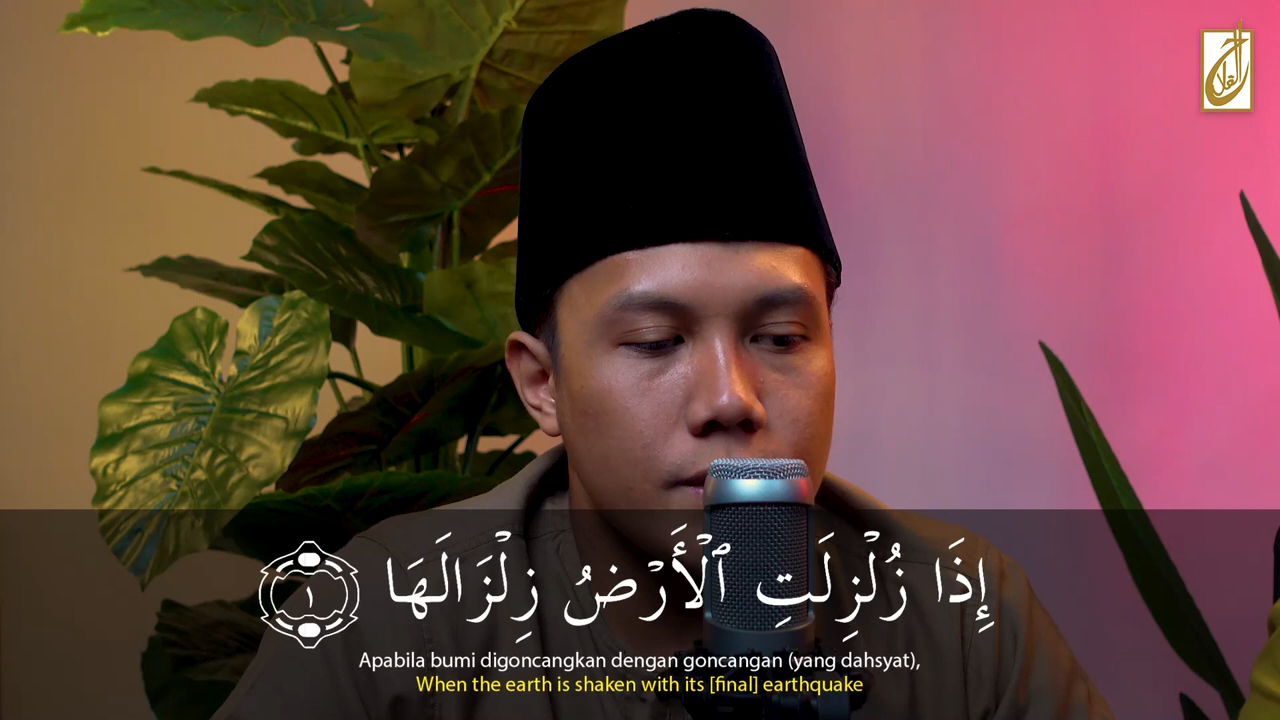 العلاج
إِذَا زُلْزِلَتِ ٱلْأَرْضُ زِلْزَالَهَا ١
Apabila bumi digoncangkan dengan goncangan (yang dahsyat),
When the earth is shaken with its [final] earthquake